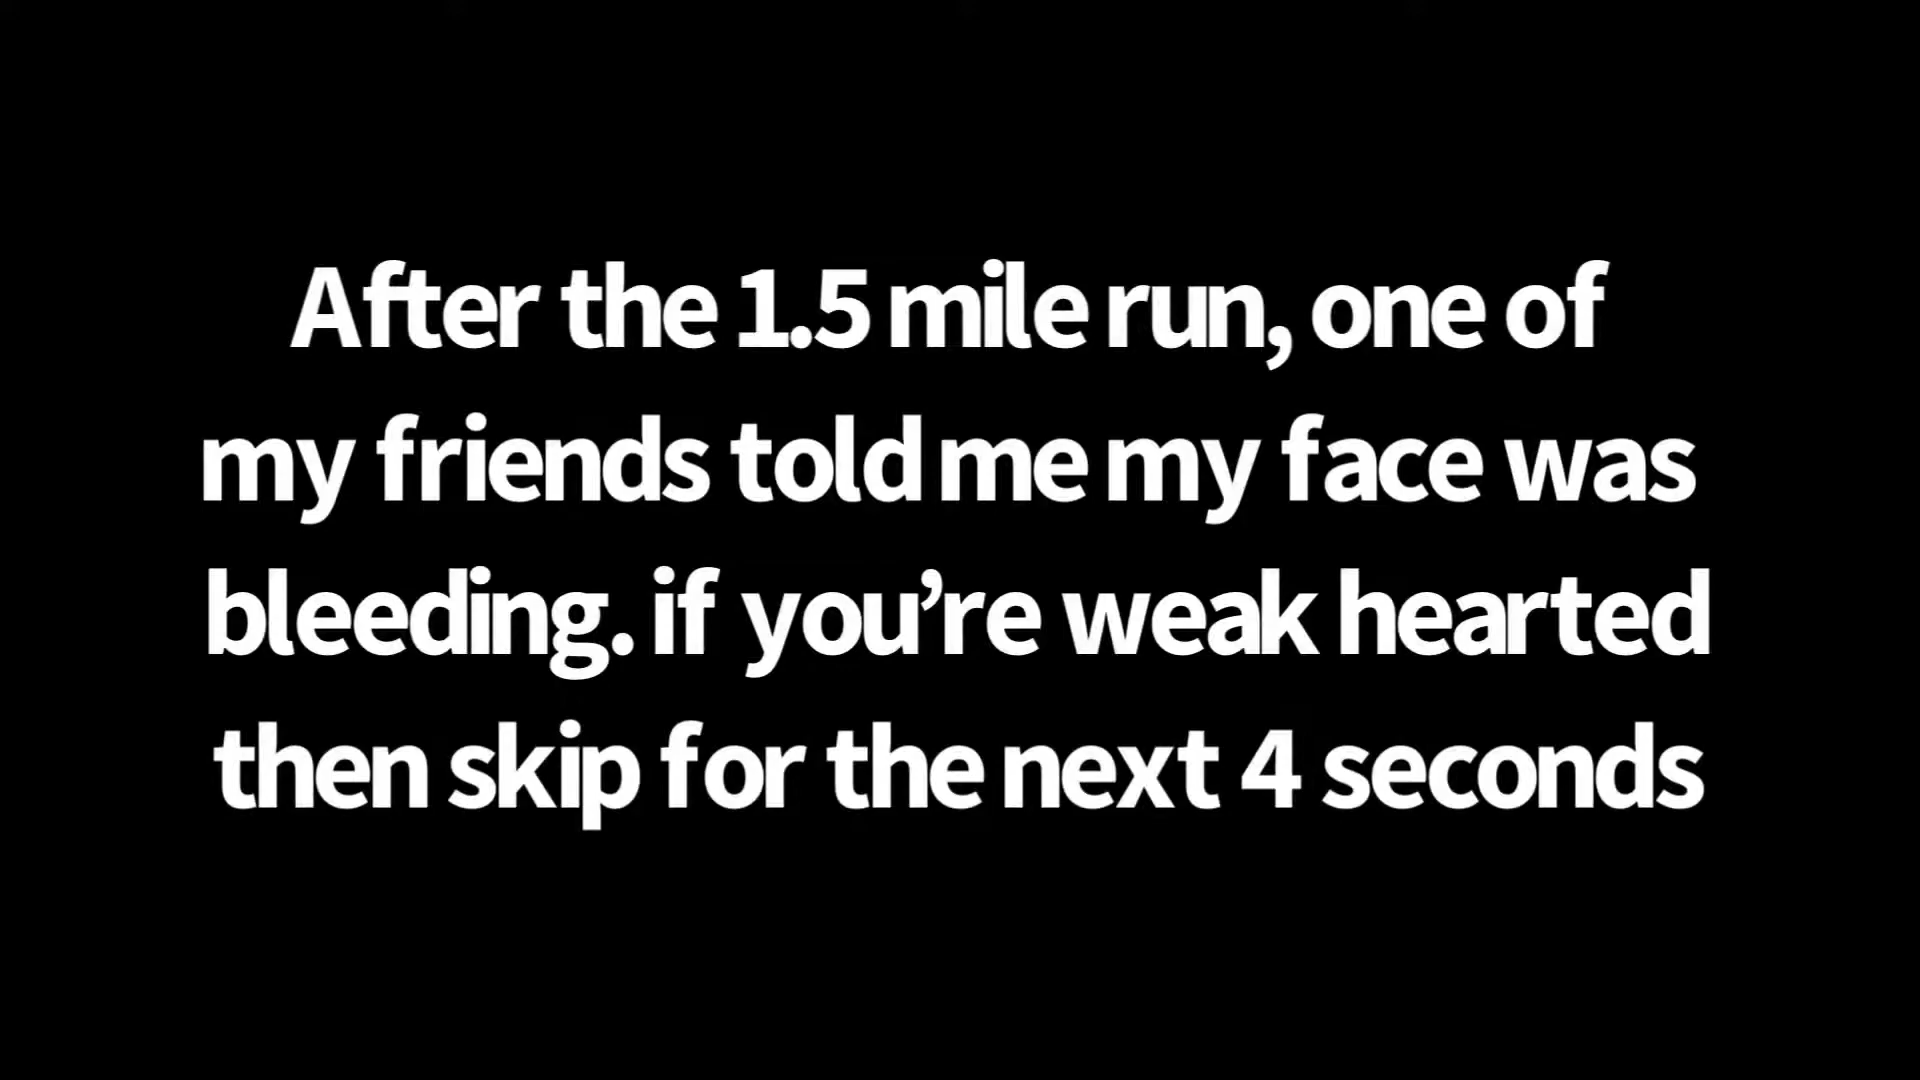 After the 1.5 mile run, one of
my friends told me my face was
bleeding. if you’re weak hearted
then skip for the next 4 seconds